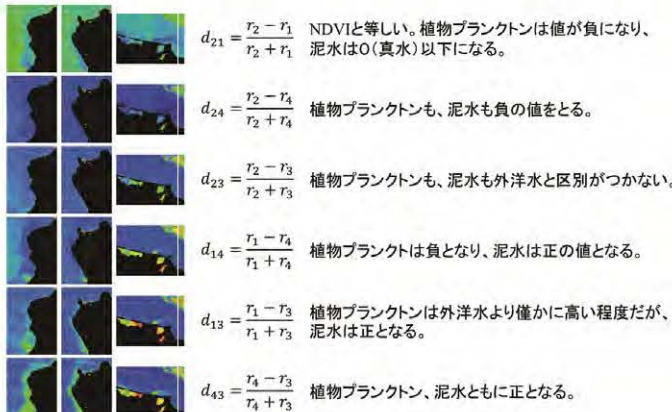 d₂₁ = (r₂ − r₁)/(r₂ + r₁) NDVIと等しい。植物プランクトンは値が負になり、
泥水は0(真水)以下になる。
d₂₄ = (r₂ − r₄)/(r₂ + r₄) 植物プランクトンも、泥水も負の値をとる。
d₂₃ = (r₂ − r₃)/(r₂ + r₃) 植物プランクトンも、泥水も外洋水と区別がつかない。
d₁₄ = (r₁ − r₄)/(r₁ + r₄) 植物プランクトは負となり、泥水は正の値となる。
d₁₃ = (r₁ − r₃)/(r₁ + r₃) 植物プランクトンは外洋水より僅かに高い程度だが、
泥水は正となる。
d₄₃ = (r₄ − r₃)/(r₄ + r₃) 植物プランクトン、泥水ともに正となる。